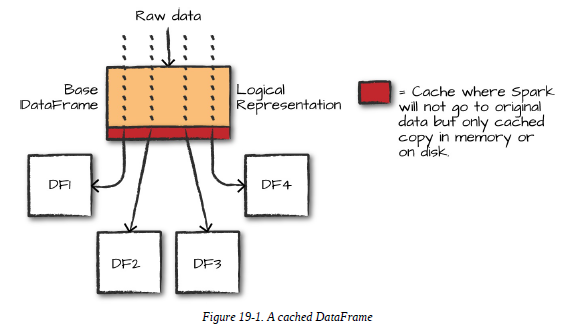 Raw data
Base
DataFrame
Logical
Representation
= Cache where Spark
will not go to original
data but only cached
copy in memory or
on disk.
DF1
DF4
DF2
DF3
Figure 19-1. A cached DataFrame